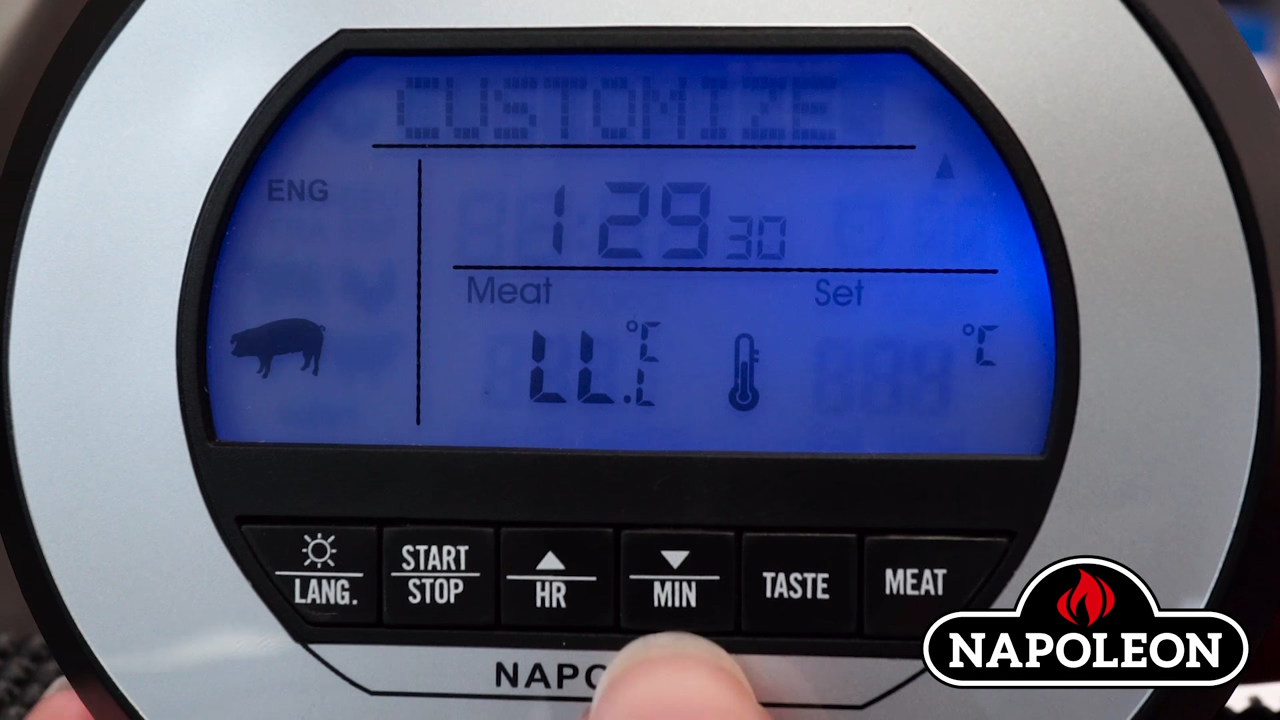 CUSTOMIZE
ENG
1 29 30
Meat
Set
LL. °C
°C
LANG.
START
STOP
HR
MIN
TASTE
MEAT
NAPO
NAPOLEON